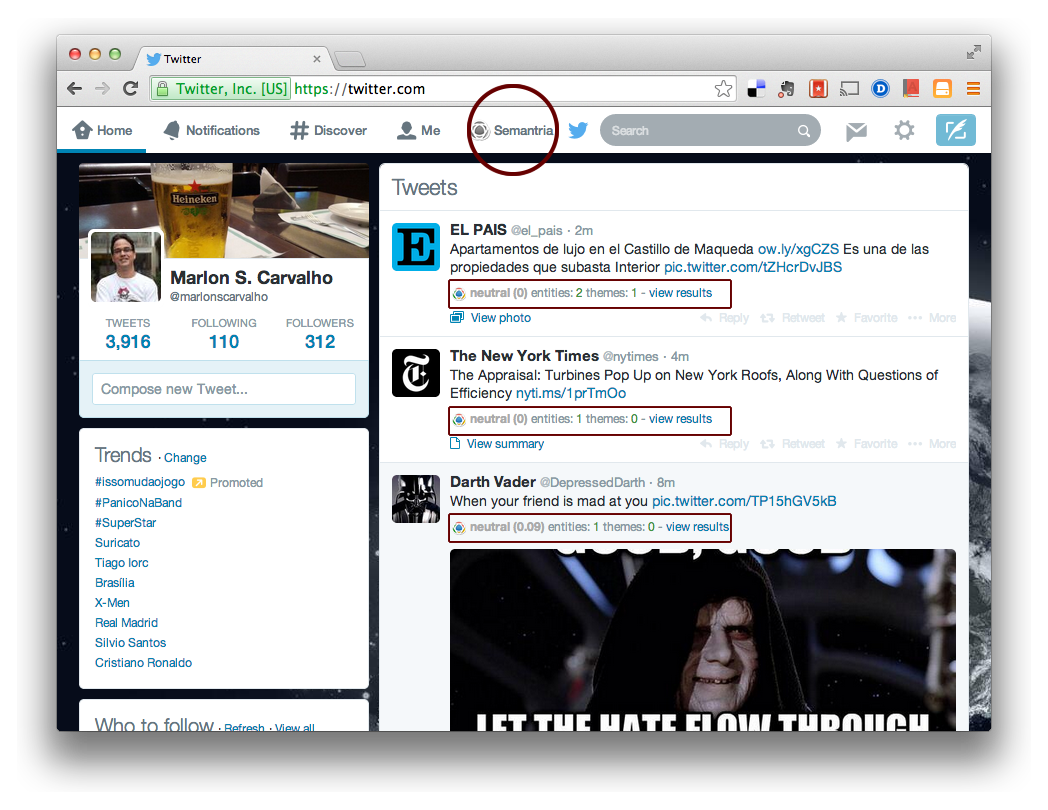 Twitter
Twitter, Inc. [US] https://twitter.com
Home Notifications Discover Me Semantria Search
Heineken
Marlon S. Carvalho
@marlonscarvalho
TWEETS FOLLOWING FOLLOWERS
3,916 110 312
Compose new Tweet...
Trends · Change
#issomudaojogo Promoted
#PanicoNaBand
#SuperStar
Suricato
Tiago Iorc
Brasília
X-Men
Real Madrid
Silvio Santos
Cristiano Ronaldo
Who to follow · Refresh · View all
Tweets
EL PAIS @el_pais · 2m
Apartamentos de lujo en el Castillo de Maqueda ow.ly/xgCZS Es una de las
propiedades que subasta Interior pic.twitter.com/tZHcrDvJBS
neutral (0) entities: 2 themes: 1 - view results
View photo Reply Retweet Favorite More
The New York Times @nytimes · 4m
The Appraisal: Turbines Pop Up on New York Roofs, Along With Questions of
Efficiency nyti.ms/1prTmOo
neutral (0) entities: 1 themes: 0 - view results
View summary Reply Retweet Favorite More
Darth Vader @DepressedDarth · 8m
When your friend is mad at you pic.twitter.com/TP15hGV5kB
neutral (0.09) entities: 1 themes: 0 - view results
GOOD, GOOD
LET THE HATE FLOW THROUGH